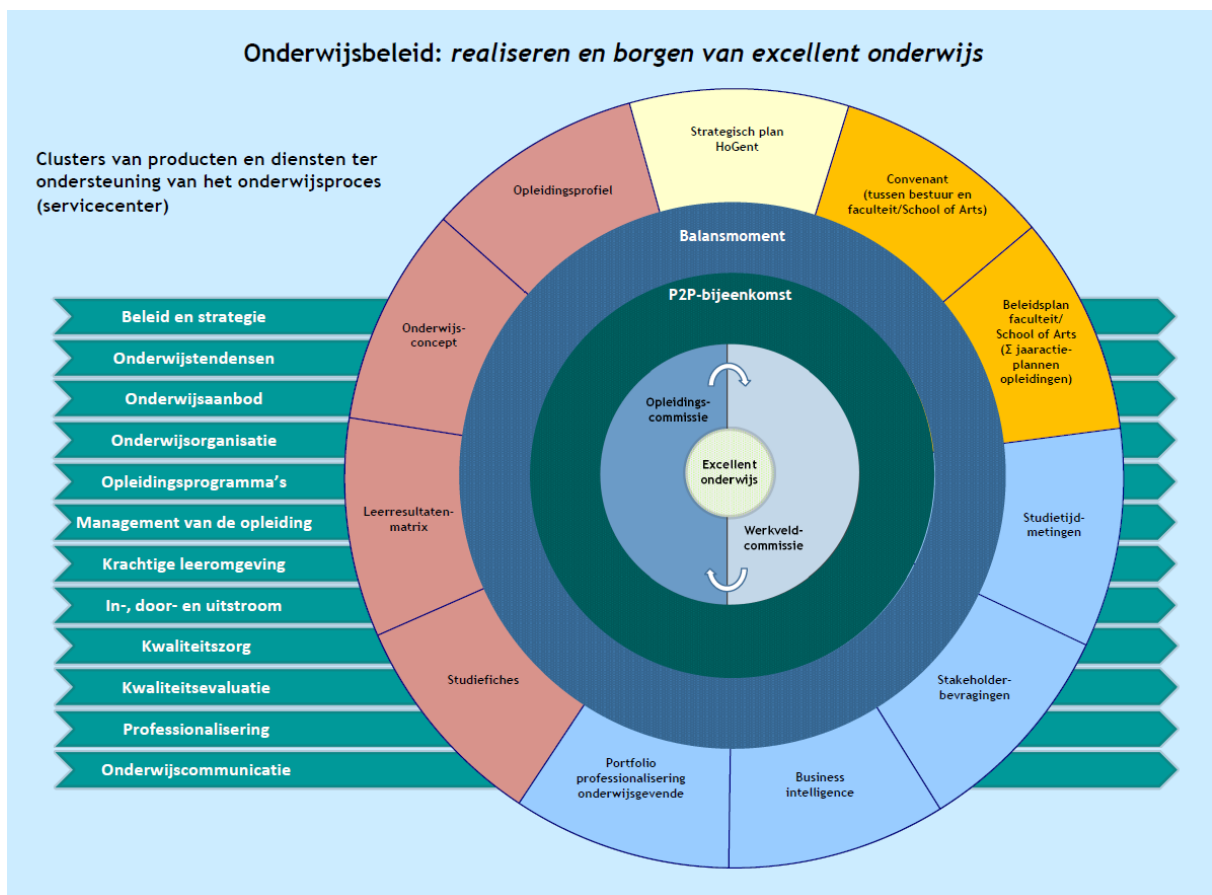 Onderwijsbeleid: realiseren en borgen van excellent onderwijs
Clusters van producten en diensten ter
ondersteuning van het onderwijsproces
(servicecenter)
Beleid en strategie
Onderwijstendensen
Onderwijsaanbod
Onderwijsorganisatie
Opleidingsprogramma's
Management van de opleiding
Krachtige leeromgeving
In-, door- en uitstroom
Kwaliteitszorg
Kwaliteitsevaluatie
Professionalisering
Onderwijscommunicatie
Strategisch plan
HoGent
Convenant
(tussen bestuur en
faculteit/School of Arts)
Beleidsplan
faculteit/
School of Arts
(Σ jaaractie-
plannen
opleidingen)
Studietijd-
metingen
Stakeholder-
bevragingen
Business
intelligence
Portfolio
professionalisering
onderwijsgevende
Studiefiches
Leerresultaten-
matrix
Onderwijs-
concept
Opleidingsprofiel
Balansmoment
P2P-bijeenkomst
Opleidings-
commissie
Excellent
onderwijs
Werkveld-
commissie